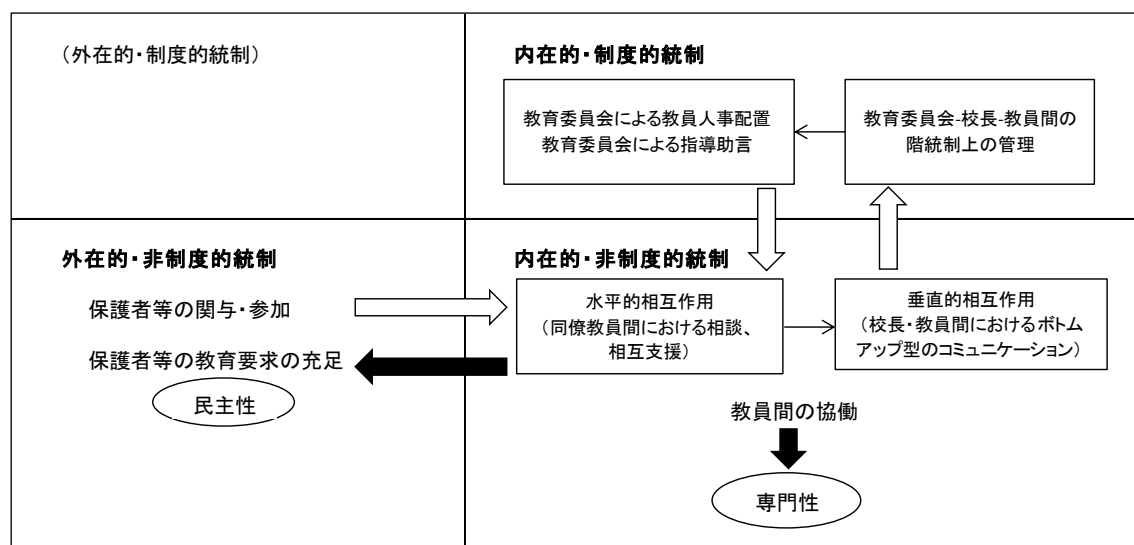 (外在的・制度的統制)
内在的・制度的統制
教育委員会による教員人事配置
教育委員会による指導助言
教育委員会-校長-教員間の
階統制上の管理
外在的・非制度的統制
保護者等の関与・参加
保護者等の教育要求の充足
民主性
内在的・非制度的統制
水平的相互作用
(同僚教員間における相談、
相互支援)
垂直的相互作用
(校長・教員間におけるボトム
アップ型のコミュニケーション)
教員間の協働
専門性